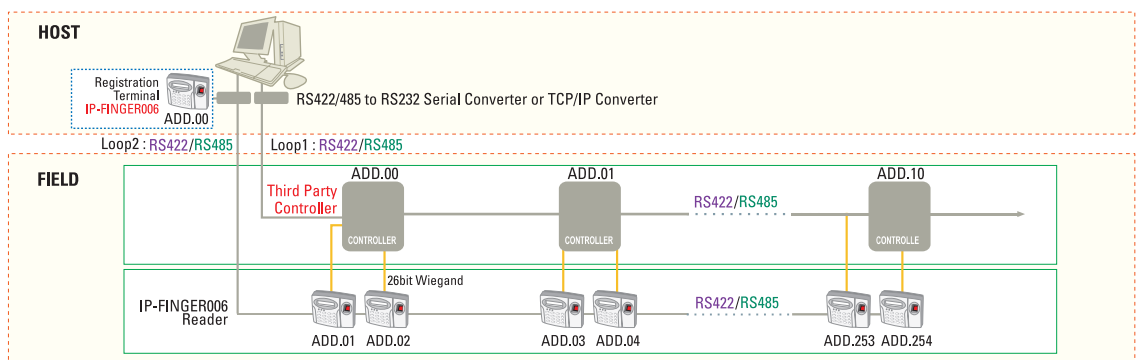 HOST
Registration
Terminal
IP-FINGER006
ADD.00
RS422/485 to RS232 Serial Converter or TCP/IP Converter
Loop2 : RS422/RS485
Loop1 : RS422/RS485
FIELD
ADD.00
ADD.01
ADD.10
Third Party
Controller
RS422/RS485
CONTROLLER
CONTROLLER
CONTROLLE
26bit Wiegand
IP-FINGER006
Reader
RS422/RS485
ADD.01
ADD.02
ADD.03
ADD.04
ADD.253
ADD.254